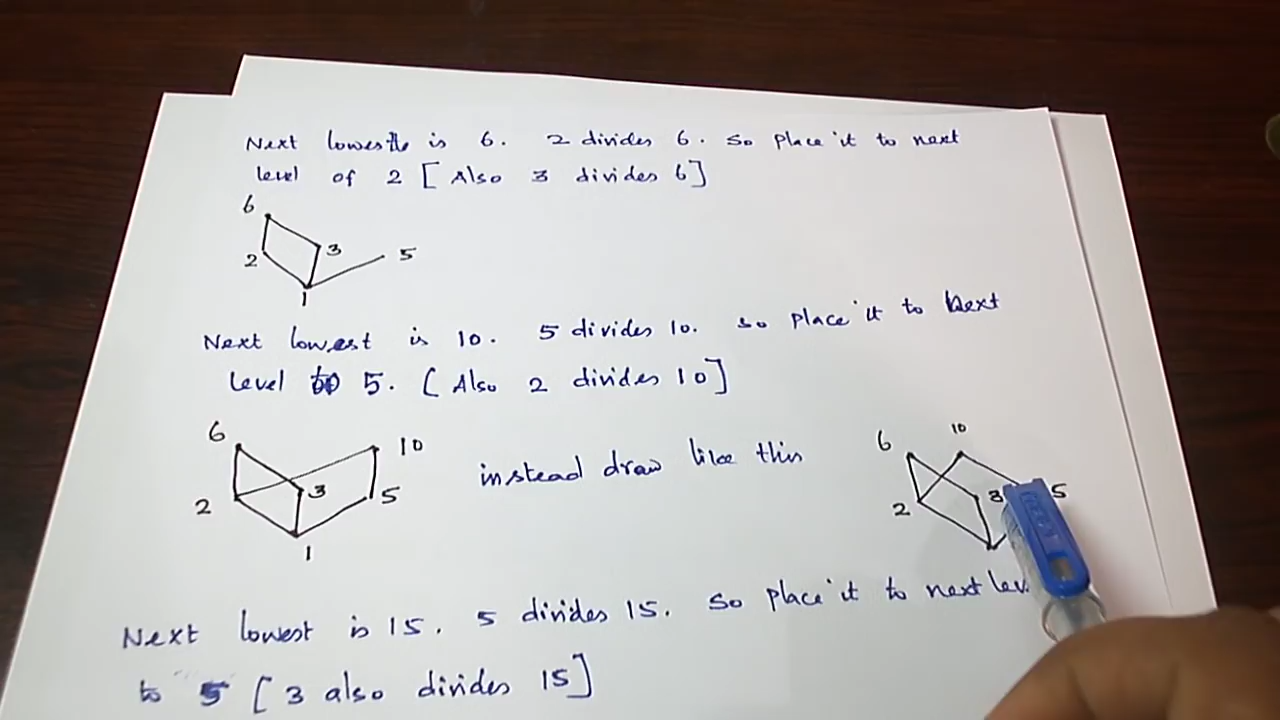 Next lowest is 6. 2 divides 6. So place it to next
level of 2 [Also 3 divides 6]
6
2 3 5
1
Next lowest is 10. 5 divides 10. So place it to next
level to 5. [Also 2 divides 10]
6 10 instead draw like this 6 10
2 3 5 2 3 5
1
Next lowest is 15. 5 divides 15. So place it to next lev
to 5 [3 also divides 15]